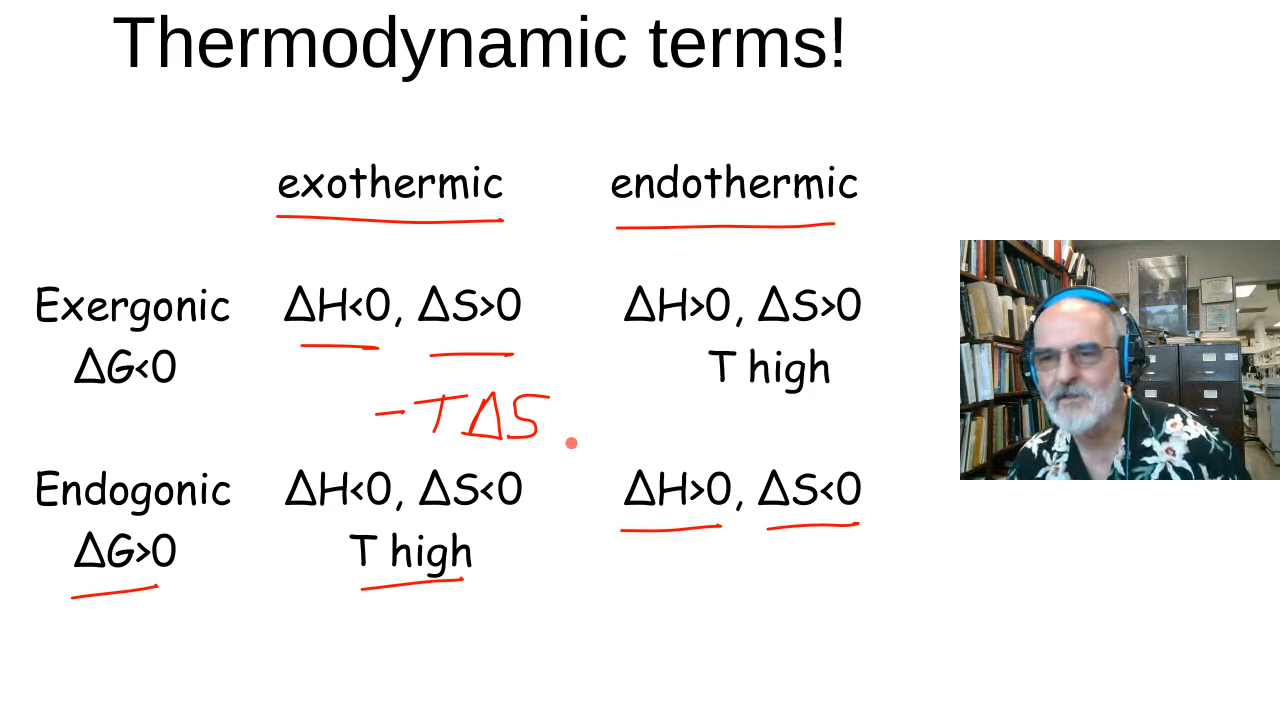 Thermodynamic terms!
exothermic endothermic
Exergonic ΔH<0, ΔS>0 ΔH>0, ΔS>0
ΔG<0 T high
-TΔS
Endogonic ΔH<0, ΔS<0 ΔH>0, ΔS<0
ΔG>0 T high